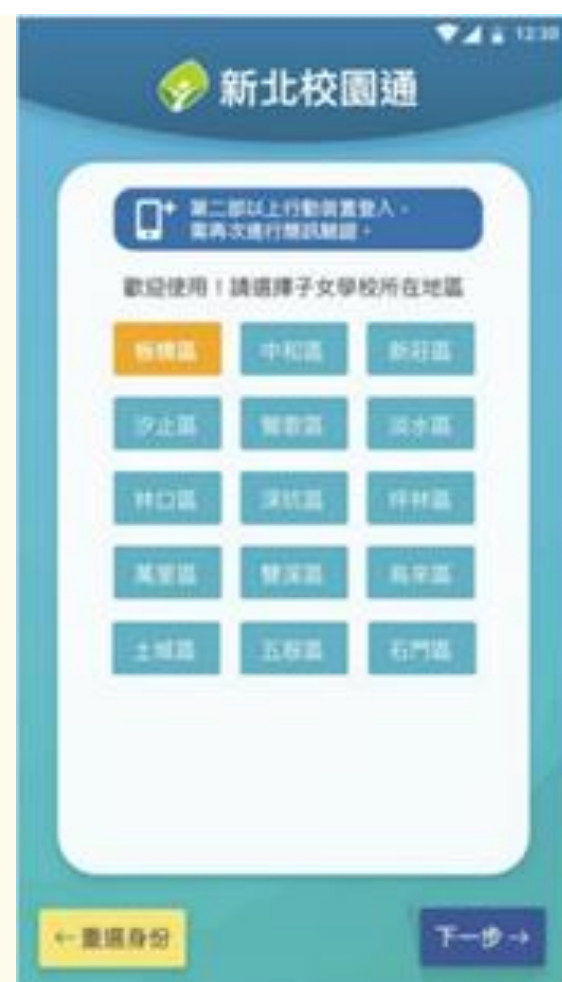 12:30
新北校園通
第二部以上行動裝置登入，
需再次進行簡訊驗證。
歡迎使用！請選擇子女學校所在地區
板橋區 中和區 新莊區
汐止區 鶯歌區 淡水區
林口區 深坑區 坪林區
萬里區 雙溪區 烏來區
土城區 五股區 石門區
← 重選身份 下一步 →